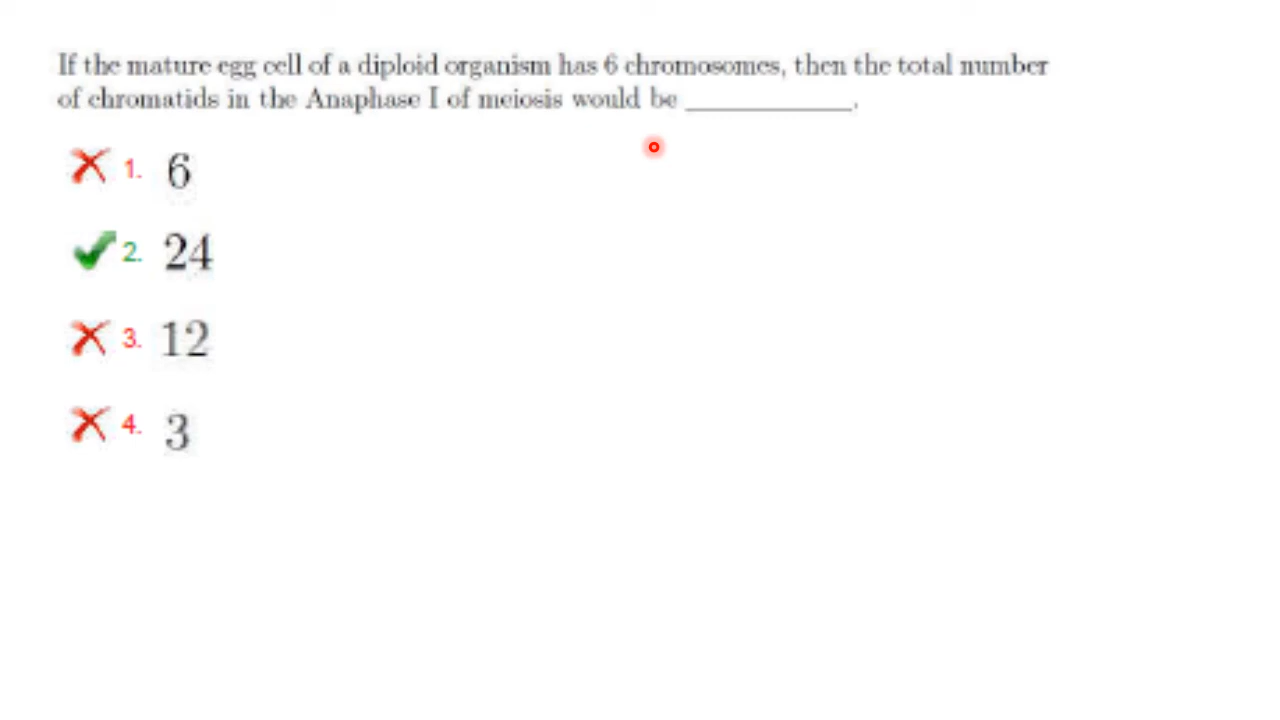 If the mature egg cell of a diploid organism has 6 chromosomes, then the total number
of chromatids in the Anaphase I of meiosis would be ____________.
1. 6
2. 24
3. 12
4. 3